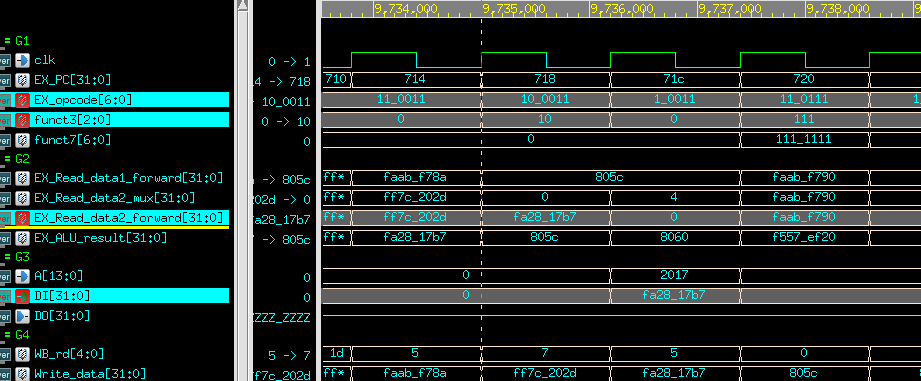 9,734,000 9,735,000 9,736,000 9,737,000 9,738,000
= G1
clk 0 -> 1
EX_PC[31:0] 14 -> 718 710 714 718 71c 720
EX_opcode[6:0] 10_0011 11_0011 10_0011 1_0011 11_0111
funct3[2:0] 0 -> 10 0 10 0 111
funct7[6:0] 0 0 111_1111
= G2
EX_Read_data1_forward[31:0] -> 805c ff* faab_f78a 805c faab_f790
EX_Read_data2_mux[31:0] -> 0 ff* ff7c_202d 0 4 faab_f790
EX_Read_data2_forward[31:0] fa28_17b7 ff7c_202d fa28_17b7 0 faab_f790
EX_ALU_result[31:0] -> 805c ff* fa28_17b7 805c 8060 f557_ef20
= G3
A[13:0] 0 0 2017
DI[31:0] 0 0 fa28_17b7
DO[31:0] ZZZZ_ZZZZ
= G4
WB_rd[4:0] 5 -> 7 1d 5 7 5 0
Write_data[31:0] ff7c_202d ff* faab_f78a ff7c_202d fa28_17b7 805c